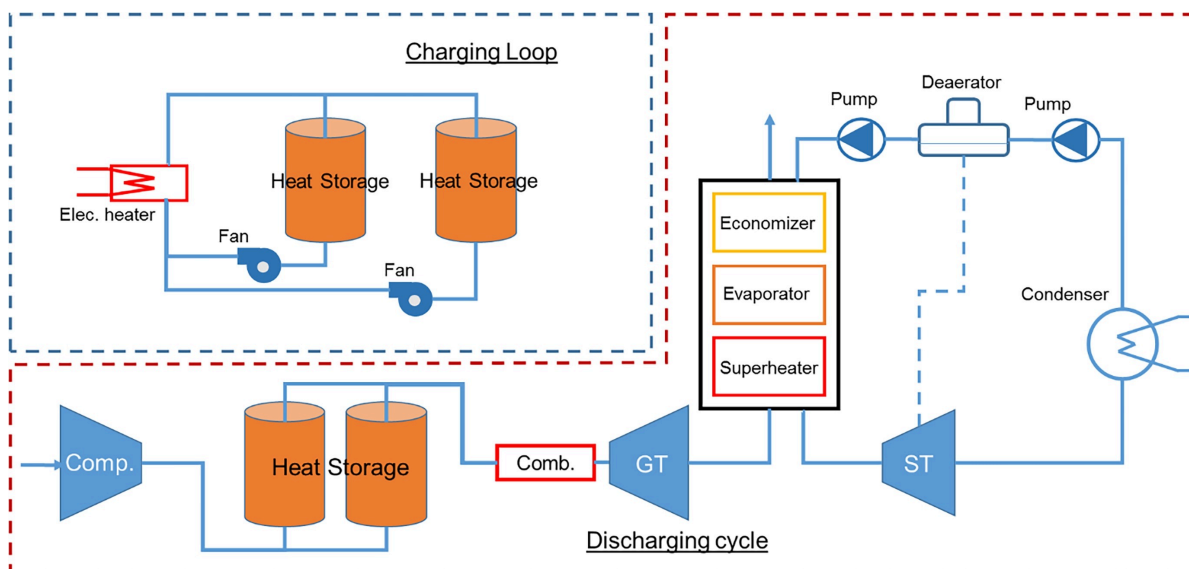 Charging Loop
Heat Storage
Heat Storage
Elec. heater
Fan
Fan
Pump
Deaerator
Pump
Economizer
Evaporator
Superheater
Condenser
Comp.
Heat Storage
Comb.
GT
ST
Discharging cycle